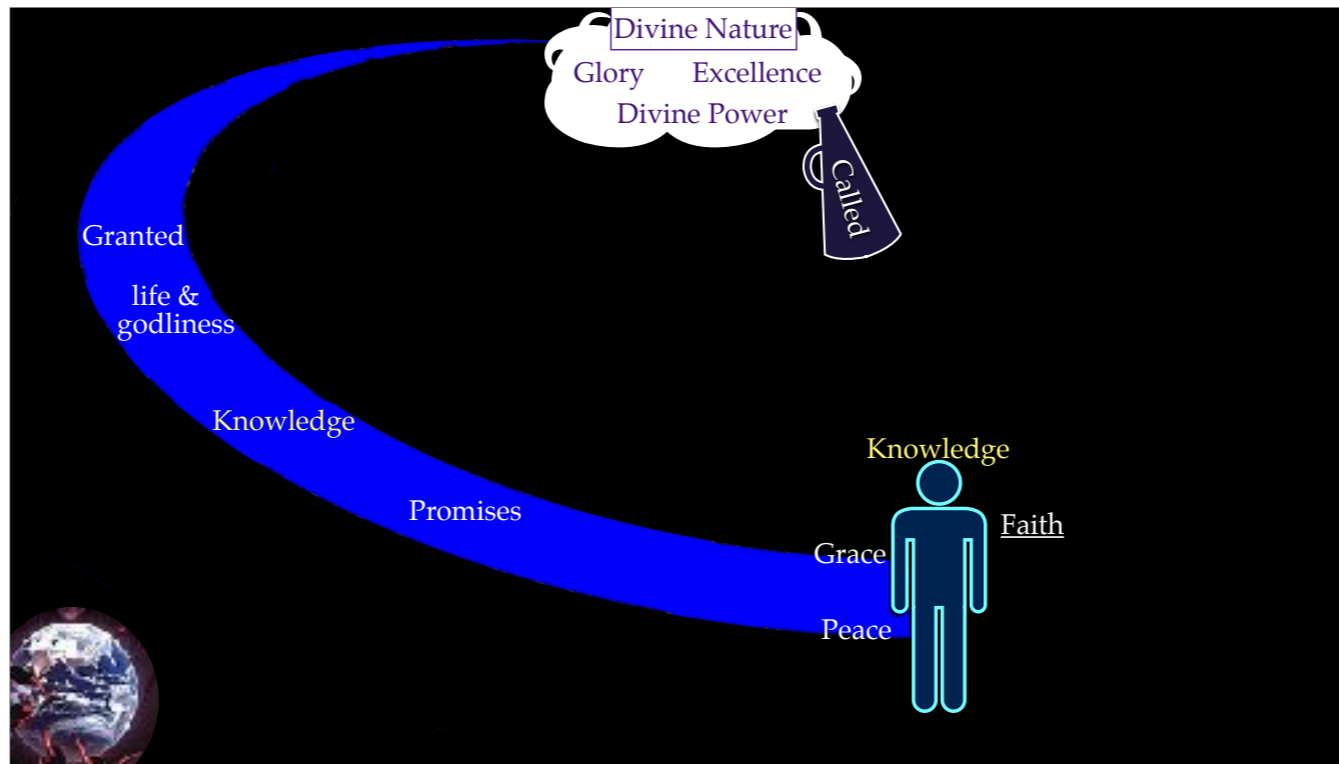 Divine Nature
Glory Excellence
Divine Power
Called
Granted
life &
godliness
Knowledge
Promises
Knowledge
Faith
Grace
Peace